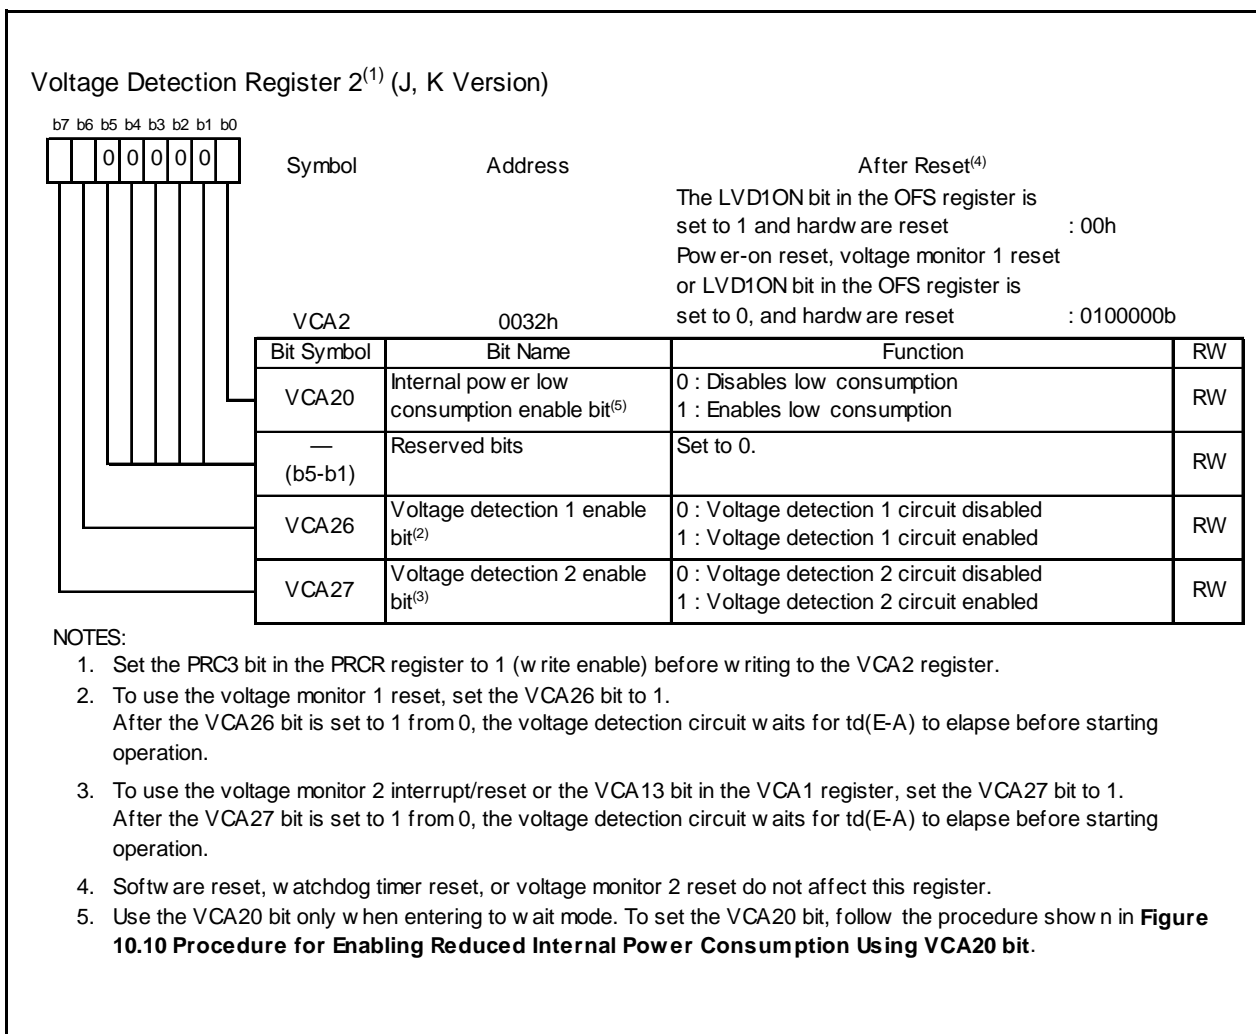 Voltage Detection Register 2(1) (J, K Version)
b7 b6 b5 b4 b3 b2 b1 b0
0 0 0 0 0
Symbol Address After Reset(4)
The LVD1ON bit in the OFS register is
set to 1 and hardware reset : 00h
Power-on reset, voltage monitor 1 reset
or LVD1ON bit in the OFS register is
VCA2 0032h set to 0, and hardware reset : 0100000b
Bit Symbol Bit Name Function RW
VCA20 Internal power low consumption enable bit(5) 0 : Disables low consumption
1 : Enables low consumption RW
— (b5-b1) Reserved bits Set to 0. RW
VCA26 Voltage detection 1 enable bit(2) 0 : Voltage detection 1 circuit disabled
1 : Voltage detection 1 circuit enabled RW
VCA27 Voltage detection 2 enable bit(3) 0 : Voltage detection 2 circuit disabled
1 : Voltage detection 2 circuit enabled RW
NOTES:
1. Set the PRC3 bit in the PRCR register to 1 (write enable) before writing to the VCA2 register.
2. To use the voltage monitor 1 reset, set the VCA26 bit to 1.
After the VCA26 bit is set to 1 from 0, the voltage detection circuit waits for td(E-A) to elapse before starting
operation.
3. To use the voltage monitor 2 interrupt/reset or the VCA13 bit in the VCA1 register, set the VCA27 bit to 1.
After the VCA27 bit is set to 1 from 0, the voltage detection circuit waits for td(E-A) to elapse before starting
operation.
4. Software reset, watchdog timer reset, or voltage monitor 2 reset do not affect this register.
5. Use the VCA20 bit only when entering to wait mode. To set the VCA20 bit, follow the procedure shown in Figure
10.10 Procedure for Enabling Reduced Internal Power Consumption Using VCA20 bit.